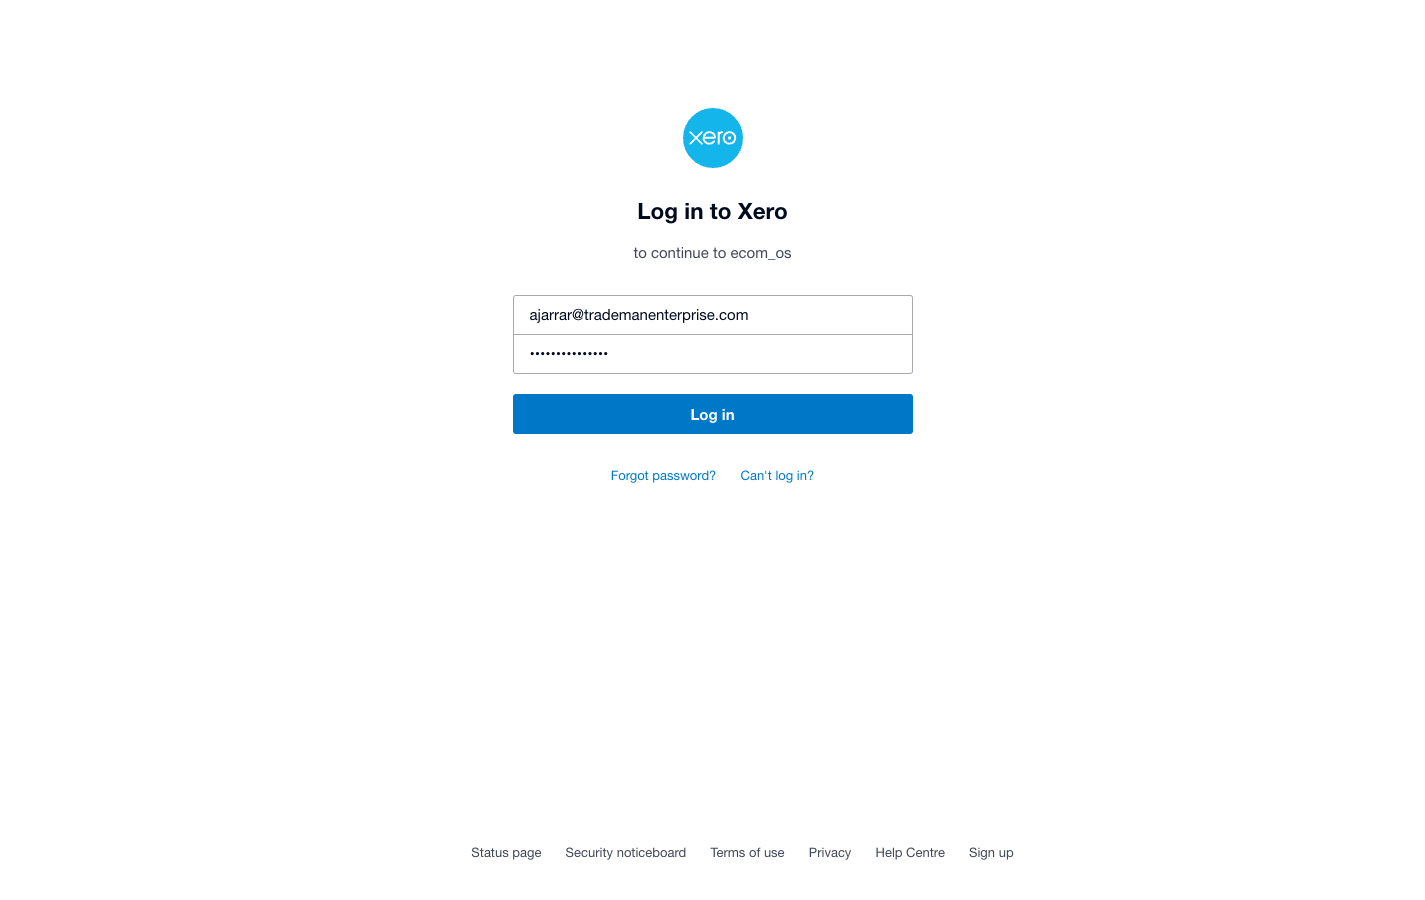 xero
Log in to Xero
to continue to ecom_os
ajarrar@trademanenterprise.com
•••••••••••••••
Log in
Forgot password? Can't log in?
Status page Security noticeboard Terms of use Privacy Help Centre Sign up